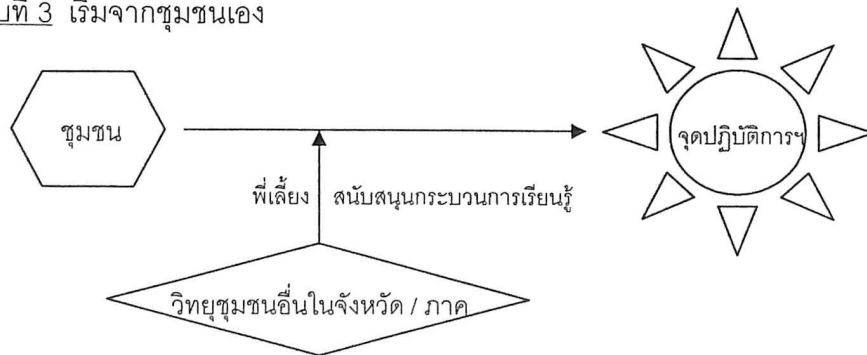 บที่ 3 เริ่มจากชุมชนเอง
ชุมชน
จุดปฏิบัติการฯ
พี่เลี้ยง สนับสนุนกระบวนการเรียนรู้
วิทยุชุมชนอื่นในจังหวัด / ภาค